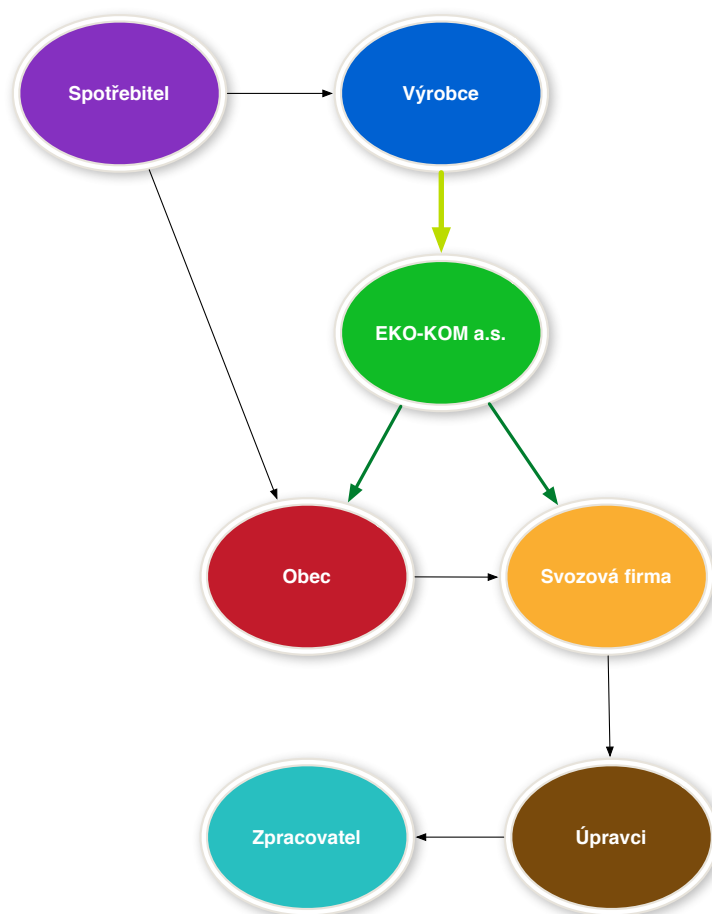 Spotřebitel
Výrobce
EKO-KOM a.s.
Obec
Svozová firma
Zpracovatel
Úpravci